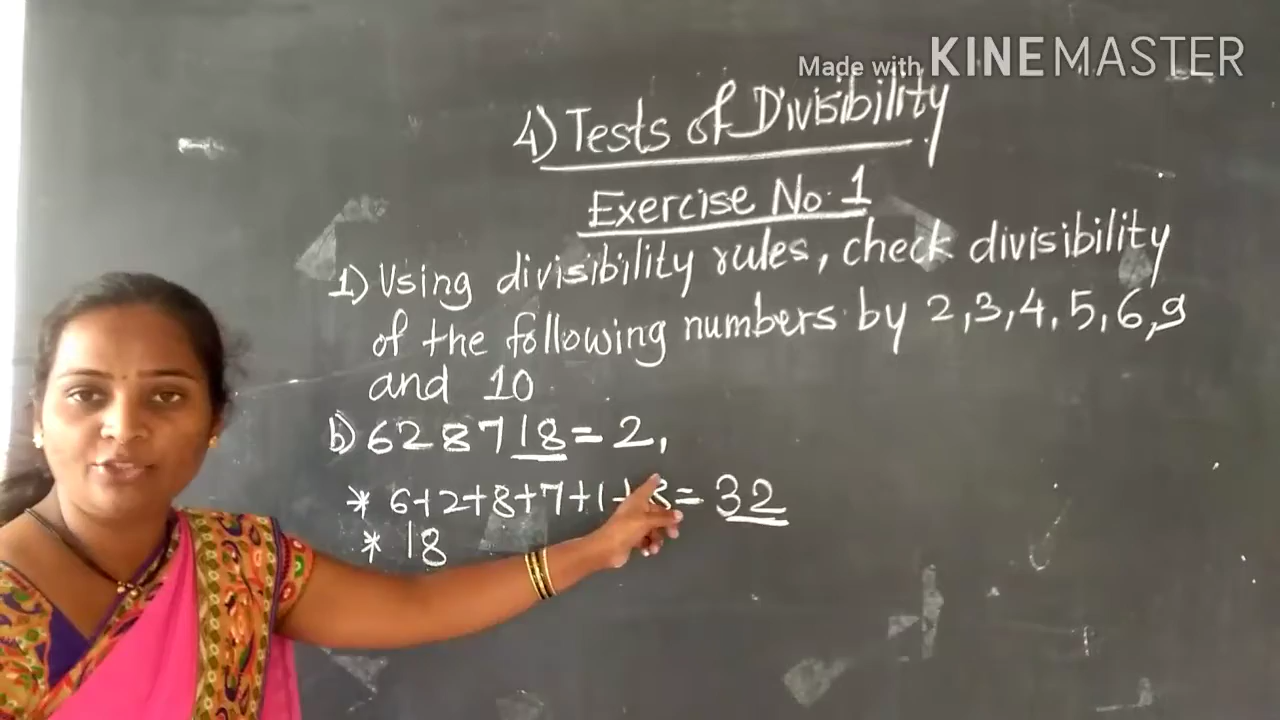 Made with KINEMASTER
4) Tests of Divisibility
Exercise No. 1
1) Using divisibility rules, check divisibility
of the following numbers by 2,3,4,5,6,9
and 10
b) 628718 = 2,
* 6+2+8+7+1+8= 32
* 18